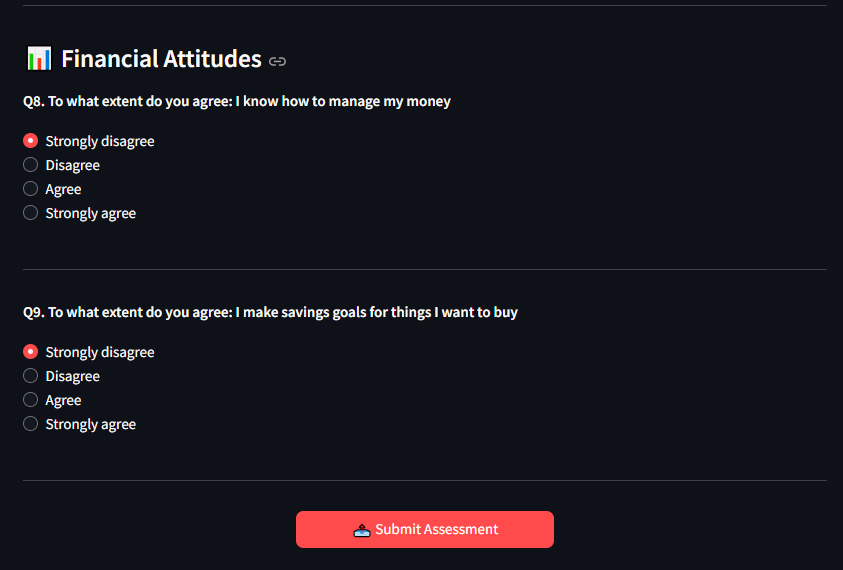 Financial Attitudes
Q8. To what extent do you agree: I know how to manage my money
Strongly disagree
Disagree
Agree
Strongly agree
Q9. To what extent do you agree: I make savings goals for things I want to buy
Strongly disagree
Disagree
Agree
Strongly agree
Submit Assessment